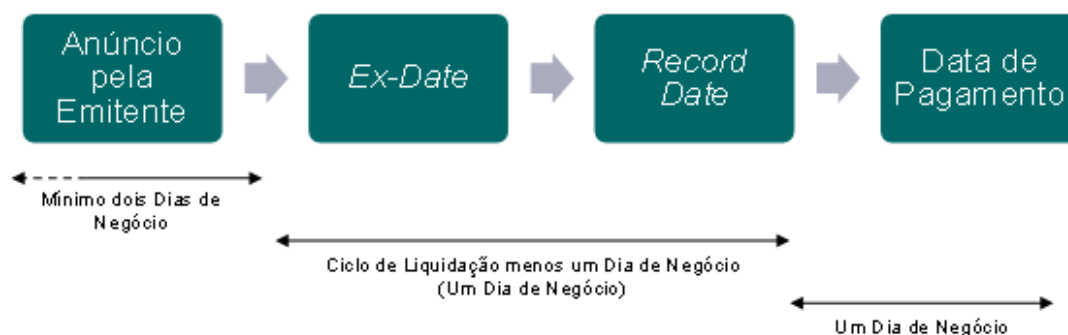 Anúncio
pela
Emitente
Ex-Date
Record
Date
Data de
Pagamento
Mínimo dois Dias de
Negócio
Ciclo de Liquidação menos um Dia de Negócio
(Um Dia de Negócio)
Um Dia de Negócio